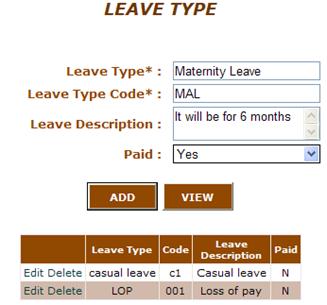 LEAVE TYPE
Leave Type* : Maternity Leave
Leave Type Code* : MAL
Leave Description : It will be for 6 months
Paid : Yes
ADD VIEW
Leave Type Code Leave Description Paid
Edit Delete casual leave c1 Casual leave N
Edit Delete LOP 001 Loss of pay N